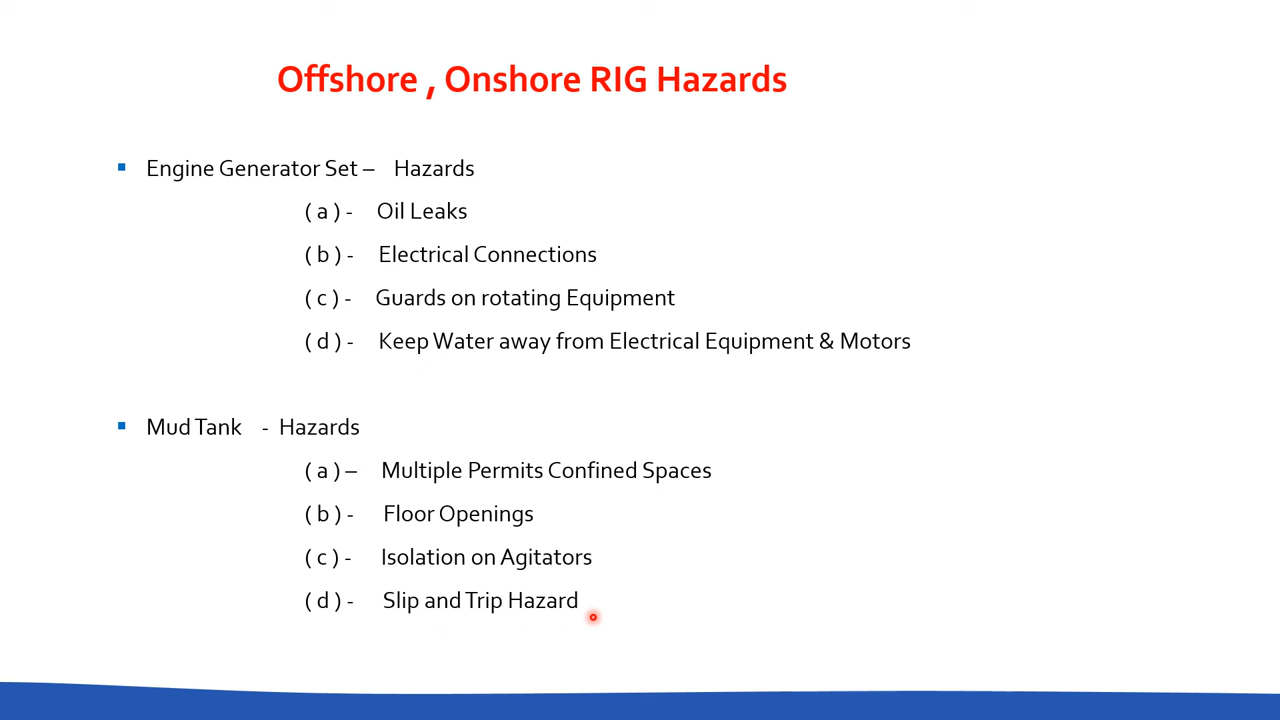 Offshore , Onshore RIG Hazards
▪ Engine Generator Set – Hazards
( a ) - Oil Leaks
( b ) - Electrical Connections
( c ) - Guards on rotating Equipment
( d ) - Keep Water away from Electrical Equipment & Motors
▪ Mud Tank - Hazards
( a ) – Multiple Permits Confined Spaces
( b ) - Floor Openings
( c ) - Isolation on Agitators
( d ) - Slip and Trip Hazard